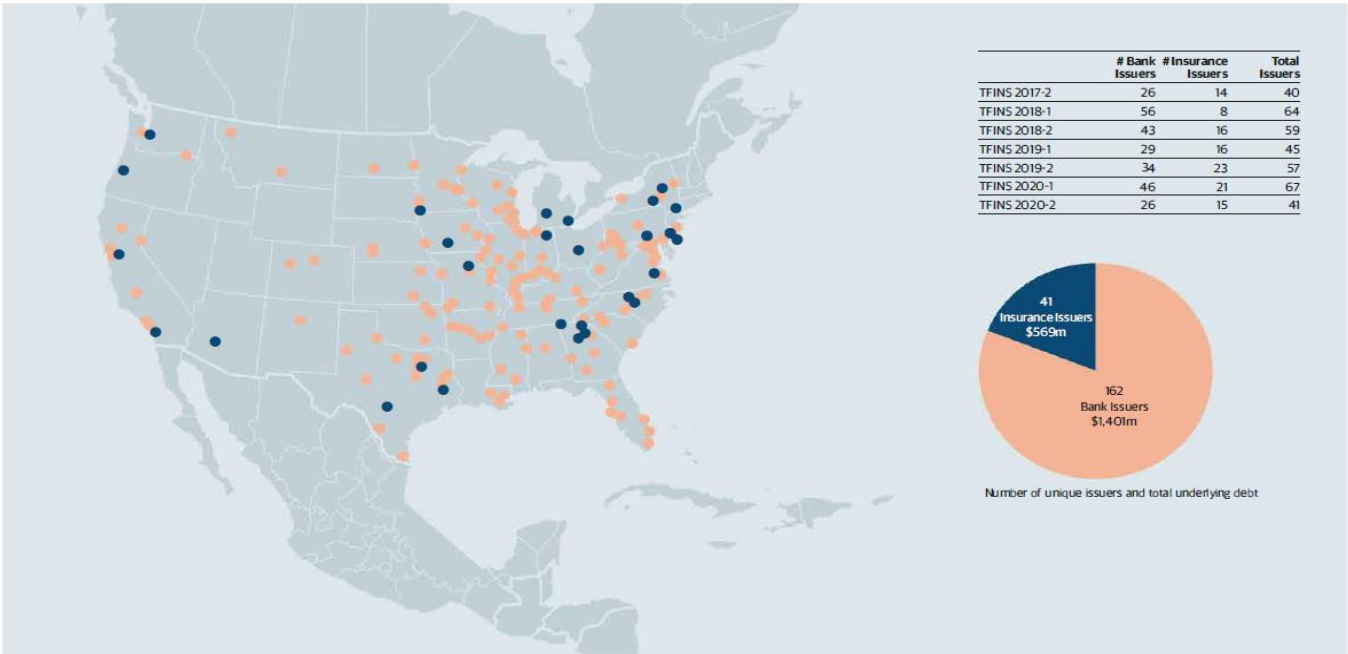 # Bank # Insurance Total
Issuers Issuers Issuers
TFINS 2017-2 26 14 40
TFINS 2018-1 56 8 64
TFINS 2018-2 43 16 59
TFINS 2019-1 29 16 45
TFINS 2019-2 34 23 57
TFINS 2020-1 46 21 67
TFINS 2020-2 26 15 41
41
Insurance Issuers
$569m
162
Bank Issuers
$1,401m
Number of unique issuers and total underlying debt